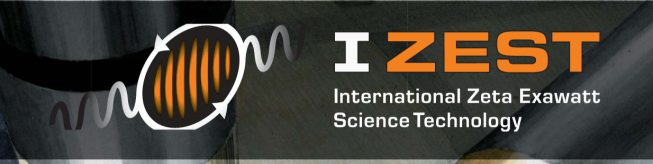 I ZEST
International Zeta Exawatt
Science Technology